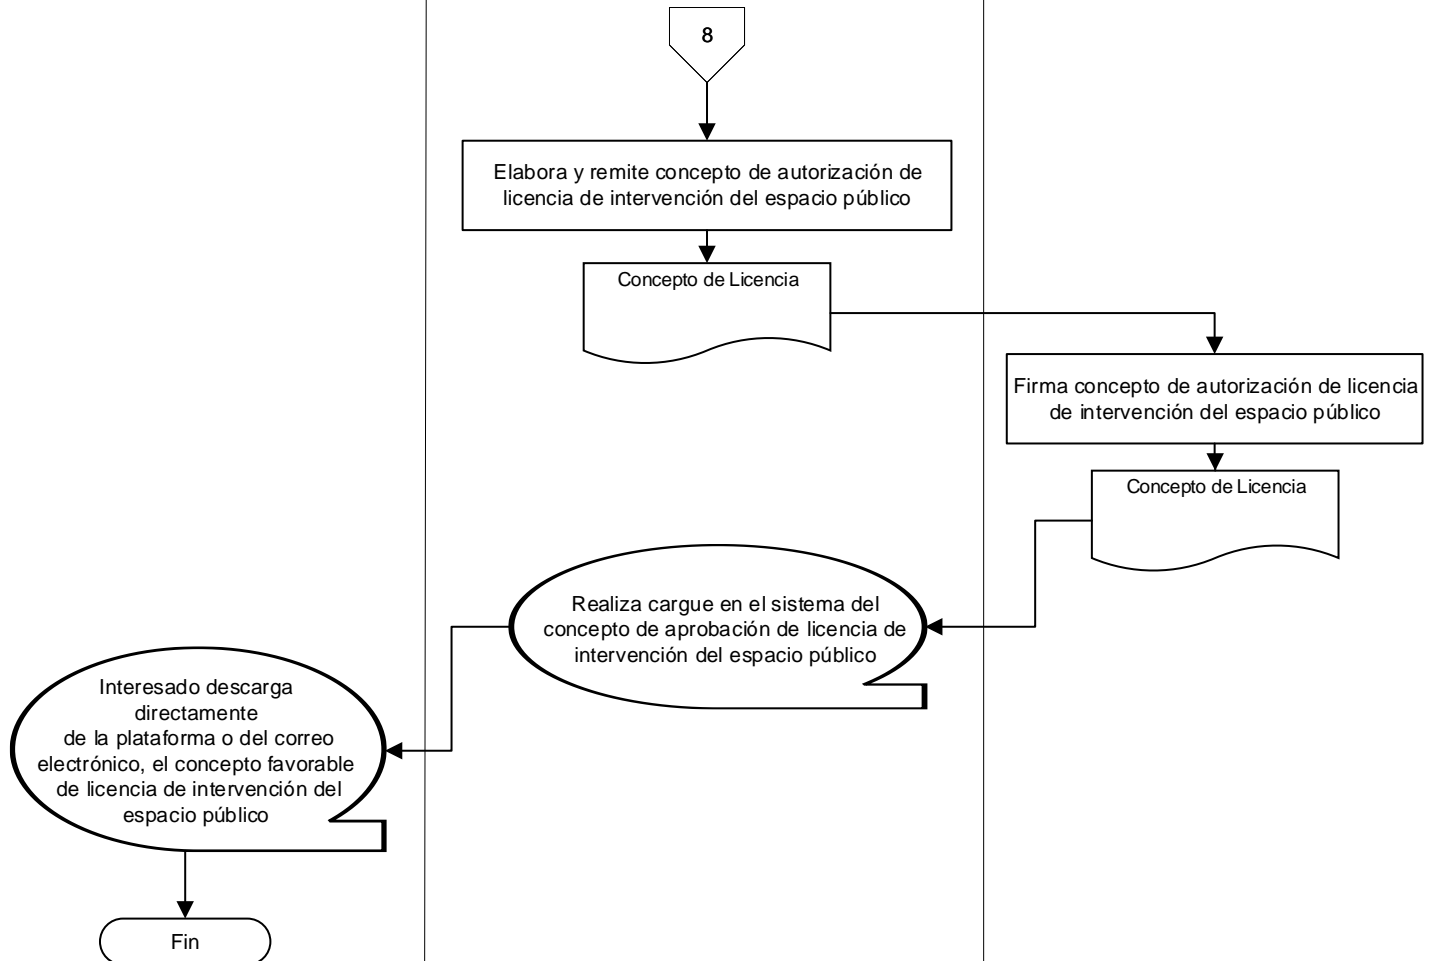 8
Elabora y remite concepto de autorización de
licencia de intervención del espacio público
Concepto de Licencia
Firma concepto de autorización de licencia
de intervención del espacio público
Concepto de Licencia
Realiza cargue en el sistema del
concepto de aprobación de licencia de
intervención del espacio público
Interesado descarga
directamente
de la plataforma o del correo
electrónico, el concepto favorable
de licencia de intervención del
espacio público
Fin